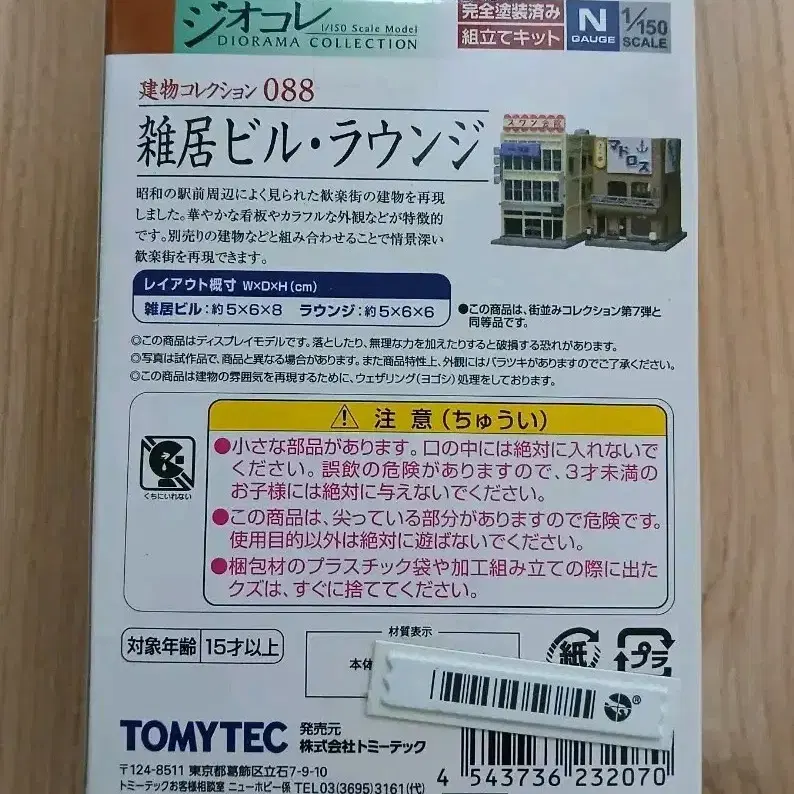 ジオコレ
1/150 Scale Model
DIORAMA COLLECTION
完全塗装済み
組立てキット
N
GAUGE
1/150
SCALE
建物コレクション 088
雑居ビル・ラウンジ
昭和の駅前周辺によく見られた歓楽街の建物を再現
しました。華やかな看板やカラフルな外観などが特徴的
です。別売りの建物などと組み合わせることで情景深い
歓楽街を再現できます。
スワン会館
マドロス
レイアウト概寸 W×D×H(cm)
雑居ビル：約5×6×8 ラウンジ：約5×6×6
●この商品は、街並みコレクション第7弾と
同等品です。
◎この商品はディスプレイモデルです。落としたり、無理な力を加えたりすると破損する恐れがあります。
◎写真は試作品で、商品と異なる場合があります。また商品特性上、外観にはバラツキがありますのでご了承ください。
◎この商品は建物の雰囲気を再現するために、ウェザリング(ヨゴシ)処理をしております。
注意(ちゅうい)
くちにいれない
●小さな部品があります。口の中には絶対に入れないで
ください。誤飲の危険がありますので、3才未満の
お子様には絶対に与えないでください。
●この商品は、尖っている部分がありますので危険です。
使用目的以外は絶対に遊ばないでください。
●梱包材のプラスチック袋や加工組み立ての際に出た
クズは、すぐに捨ててください。
対象年齢 15才以上
材質表示
本体
紙
プラ
TOMYTEC
発売元
株式会社トミーテック
〒124-8511 東京都葛飾区立石7-9-10
トミーテックお客様相談室 ニューホビー係 TEL03(3695)3161(代)
4 543736 232070